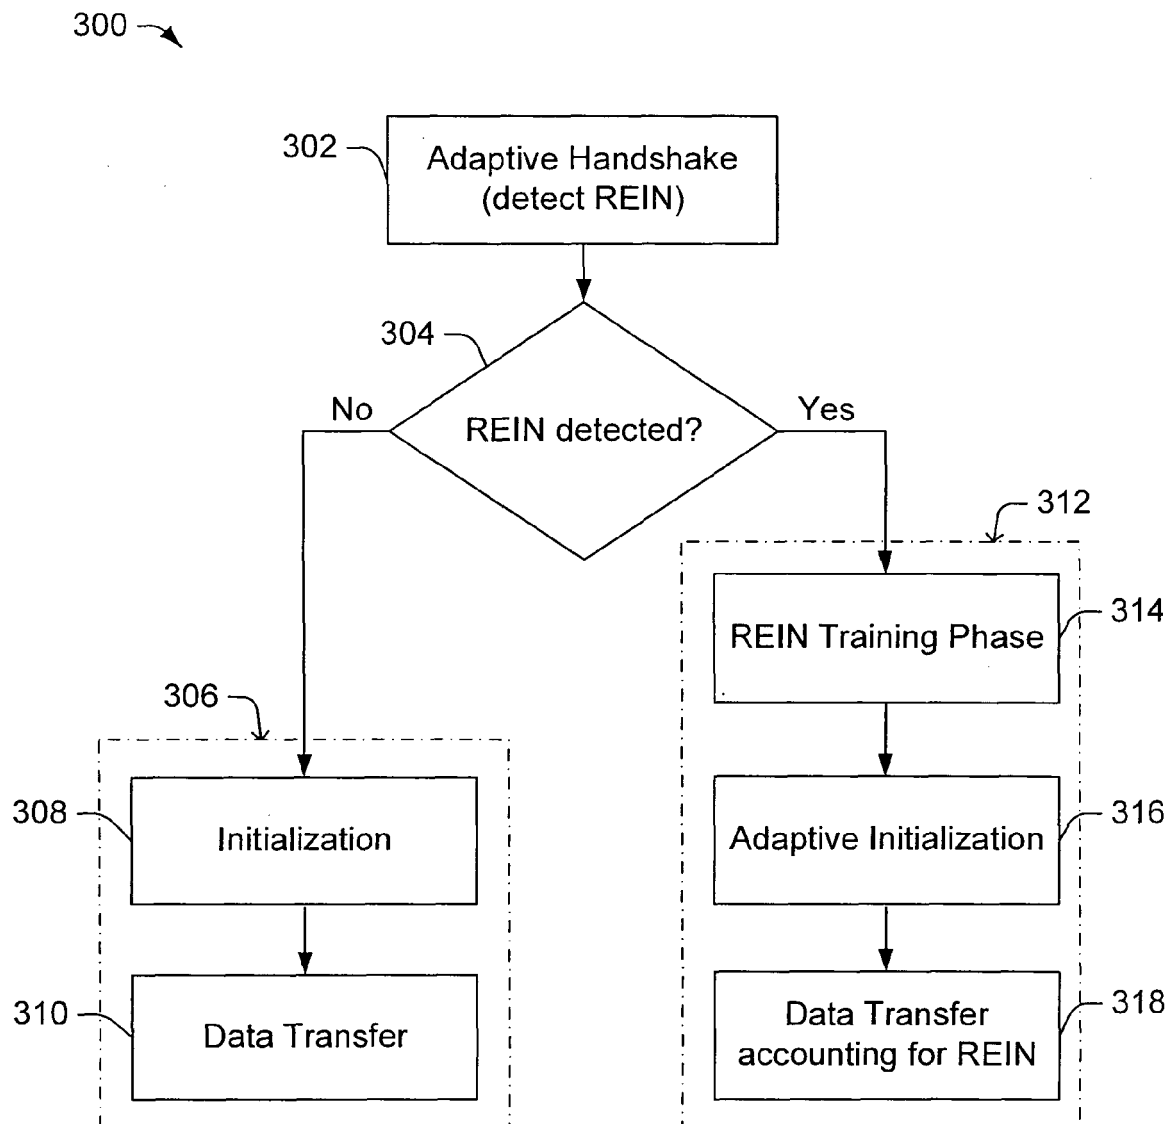 300
302
Adaptive Handshake
(detect REIN)
304
No
REIN detected?
Yes
312
REIN Training Phase
314
306
308
Initialization
Adaptive Initialization
316
310
Data Transfer
Data Transfer
accounting for REIN
318